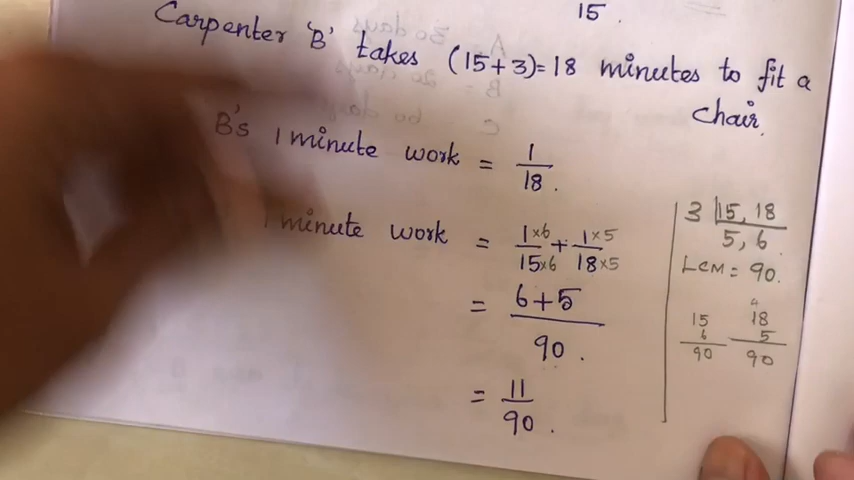 15.
Carpenter 'B' takes (15+3)=18 minutes to fit a
chair.
B's 1 minute work = 1/18.
1 minute work = 1×6/15×6 + 1×5/18×5
= 6+5/90.
= 11/90.
3 | 15, 18
5, 6
LCM = 90.
15 18
6 5
90 90